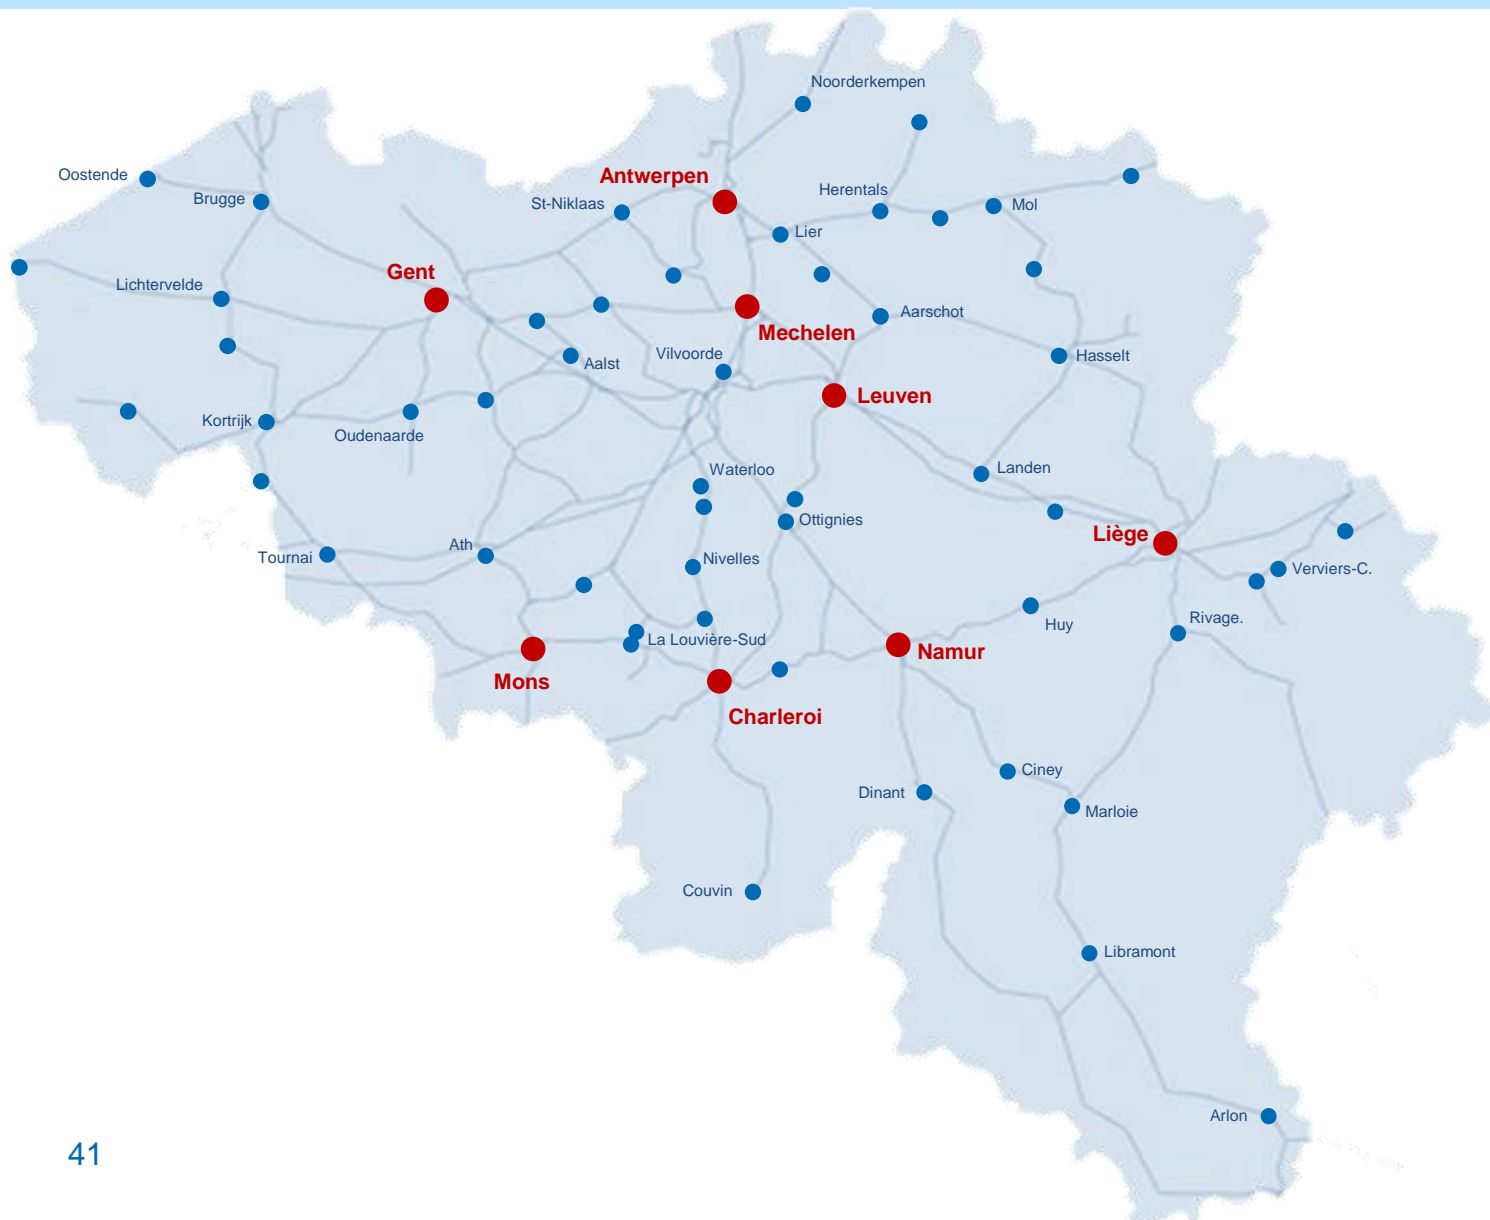 Noorderkempen
Oostende
Antwerpen
Brugge
Herentals
St-Niklaas
Mol
Lier
Gent
Lichtervelde
Aarschot
Mechelen
Vilvoorde
Hasselt
Aalst
Leuven
Kortrijk
Oudenaarde
Waterloo
Landen
Ottignies
Liège
Ath
Tournai
Nivelles
Verviers-C.
Rivage.
Huy
La Louvière-Sud
Namur
Mons
Charleroi
Ciney
Dinant
Marloie
Couvin
Libramont
Arlon
41